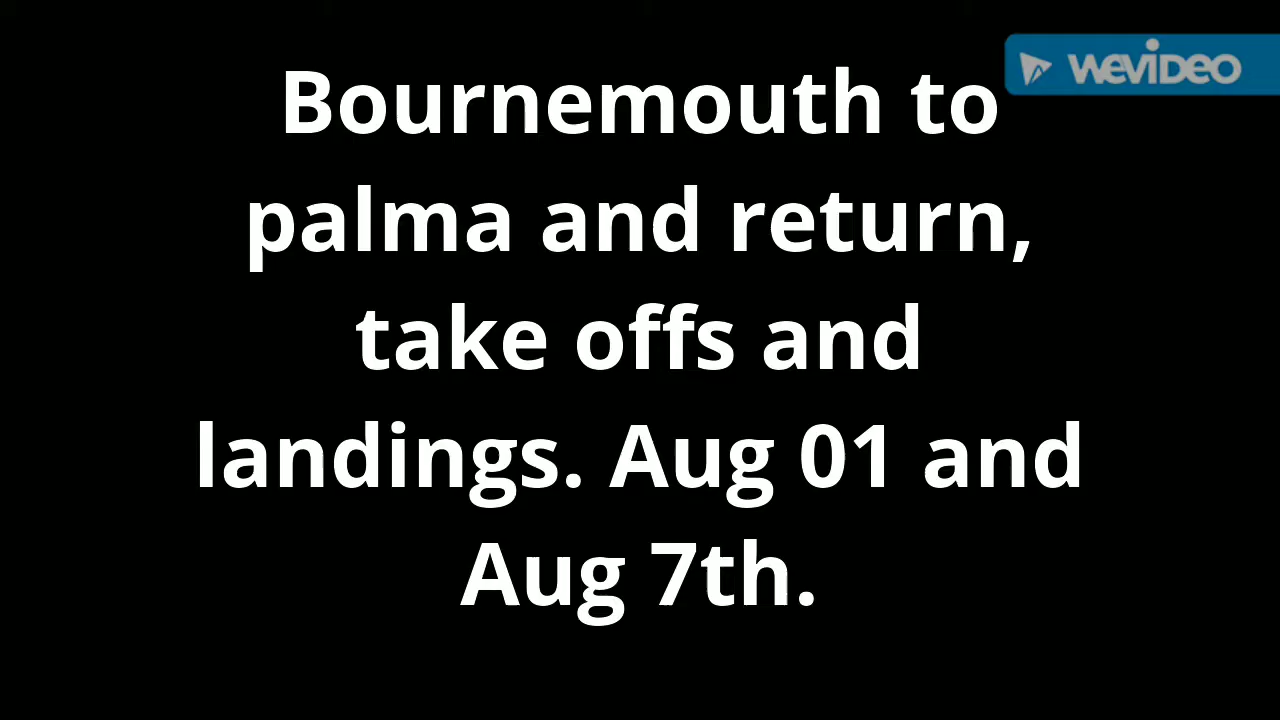 WEVIDEO
Bournemouth to
palma and return,
take offs and
landings. Aug 01 and
Aug 7th.